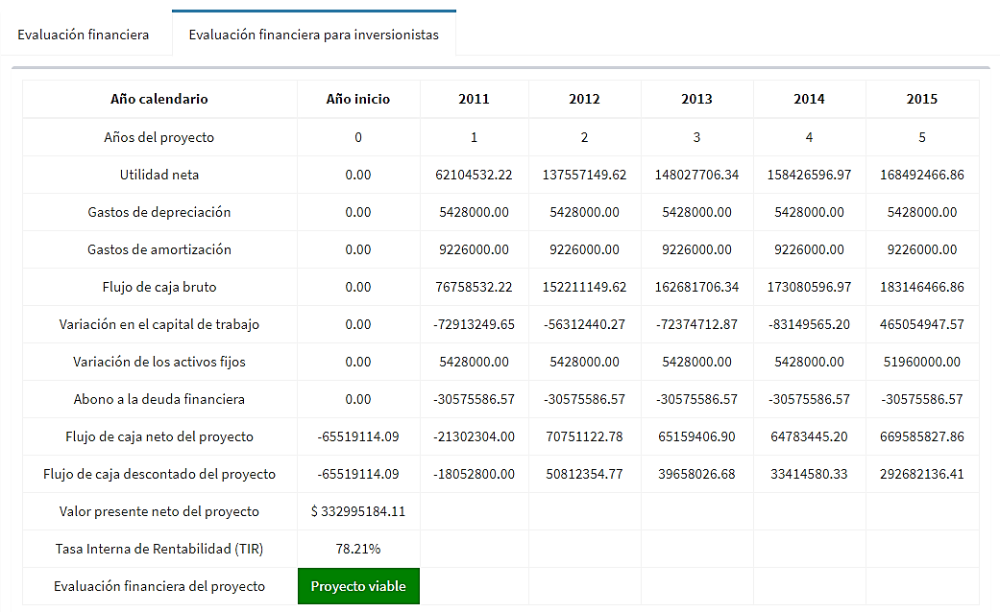 Evaluación financiera Evaluación financiera para inversionistas
Año calendario Año inicio 2011 2012 2013 2014 2015
Años del proyecto 0 1 2 3 4 5
Utilidad neta 0.00 62104532.22 137557149.62 148027706.34 158426596.97 168492466.86
Gastos de depreciación 0.00 5428000.00 5428000.00 5428000.00 5428000.00 5428000.00
Gastos de amortización 0.00 9226000.00 9226000.00 9226000.00 9226000.00 9226000.00
Flujo de caja bruto 0.00 76758532.22 152211149.62 162681706.34 173080596.97 183146466.86
Variación en el capital de trabajo 0.00 -72913249.65 -56312440.27 -72374712.87 -83149565.20 465054947.57
Variación de los activos fijos 0.00 5428000.00 5428000.00 5428000.00 5428000.00 51960000.00
Abono a la deuda financiera 0.00 -30575586.57 -30575586.57 -30575586.57 -30575586.57 -30575586.57
Flujo de caja neto del proyecto -65519114.09 -21302304.00 70751122.78 65159406.90 64783445.20 669585827.86
Flujo de caja descontado del proyecto -65519114.09 -18052800.00 50812354.77 39658026.68 33414580.33 292682136.41
Valor presente neto del proyecto $ 332995184.11
Tasa Interna de Rentabilidad (TIR) 78.21%
Evaluación financiera del proyecto Proyecto viable